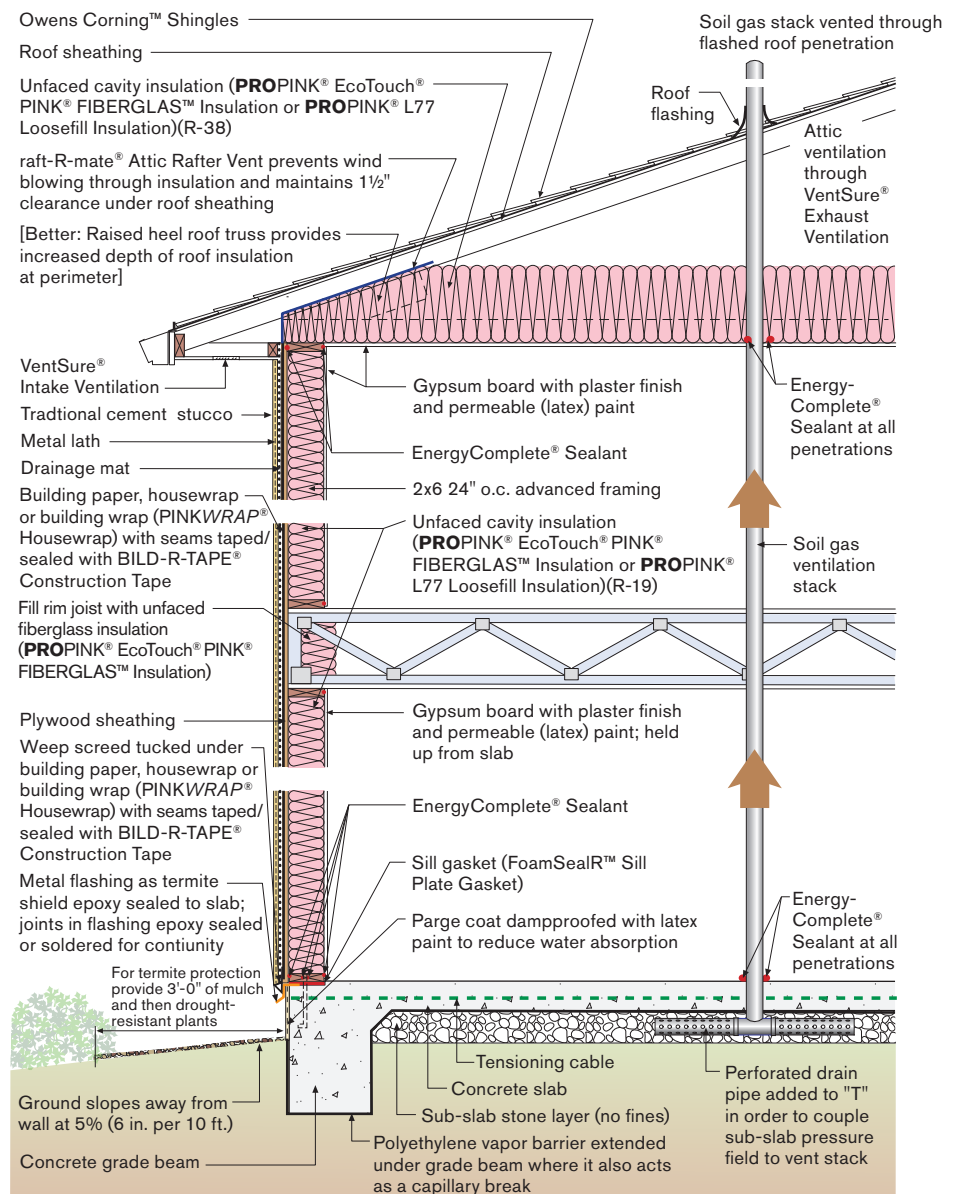 Owens Corning™ Shingles
Roof sheathing
Unfaced cavity insulation (PROPINK® EcoTouch®
PINK® FIBERGLAS™ Insulation or PROPINK® L77
Loosefill Insulation)(R-38)
raft-R-mate® Attic Rafter Vent prevents wind
blowing through insulation and maintains 1½"
clearance under roof sheathing
[Better: Raised heel roof truss provides
increased depth of roof insulation
at perimeter]
Soil gas stack vented through
flashed roof penetration
Roof
flashing
Attic
ventilation
through
VentSure®
Exhaust
Ventilation
VentSure®
Intake Ventilation
Tradtional cement stucco
Metal lath
Drainage mat
Building paper, housewrap
or building wrap (PINKWRAP®
Housewrap) with seams taped/
sealed with BILD-R-TAPE®
Construction Tape
Fill rim joist with unfaced
fiberglass insulation
(PROPINK® EcoTouch® PINK®
FIBERGLAS™ Insulation)
Plywood sheathing
Weep screed tucked under
building paper, housewrap or
building wrap (PINKWRAP®
Housewrap) with seams taped/
sealed with BILD-R-TAPE®
Construction Tape
Metal flashing as termite
shield epoxy sealed to slab;
joints in flashing epoxy sealed
or soldered for contiunity
For termite protection
provide 3'-0" of mulch
and then drought-
resistant plants
Ground slopes away from
wall at 5% (6 in. per 10 ft.)
Concrete grade beam
Gypsum board with plaster finish
and permeable (latex) paint
EnergyComplete® Sealant
2x6 24" o.c. advanced framing
Unfaced cavity insulation
(PROPINK® EcoTouch® PINK®
FIBERGLAS™ Insulation or PROPINK®
L77 Loosefill Insulation)(R-19)
Gypsum board with plaster finish
and permeable (latex) paint; held
up from slab
EnergyComplete® Sealant
Sill gasket (FoamSealR™ Sill
Plate Gasket)
Parge coat dampproofed with latex
paint to reduce water absorption
Tensioning cable
Concrete slab
Sub-slab stone layer (no fines)
Polyethylene vapor barrier extended
under grade beam where it also acts
as a capillary break
Energy-
Complete®
Sealant at all
penetrations
Soil gas
ventilation
stack
Energy-
Complete®
Sealant at all
penetrations
Perforated drain
pipe added to "T"
in order to couple
sub-slab pressure
field to vent stack